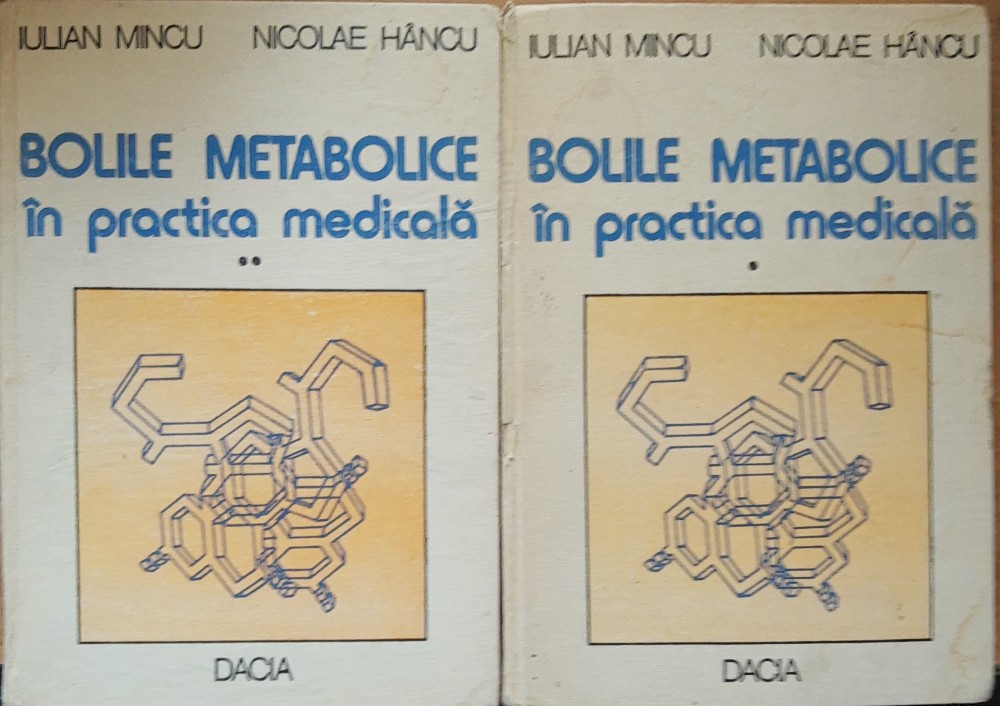 IULIAN MINCU NICOLAE HÂNCU
BOLILE METABOLICE
în practica medicală
••
DACIA
IULIAN MINCU NICOLAE HÂNCU
BOLILE METABOLICE
în practica medicală
•
DACIA